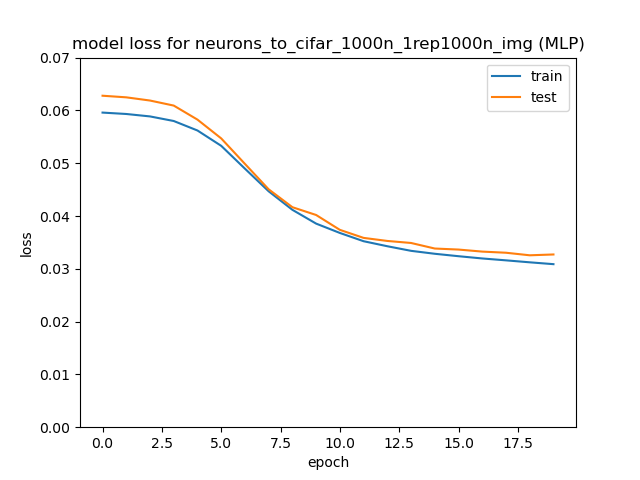 model loss for neurons_to_cifar_1000n_1rep1000n_img (MLP)
train
test
loss
0.07
0.06
0.05
0.04
0.03
0.02
0.01
0.00
0.0 2.5 5.0 7.5 10.0 12.5 15.0 17.5
epoch